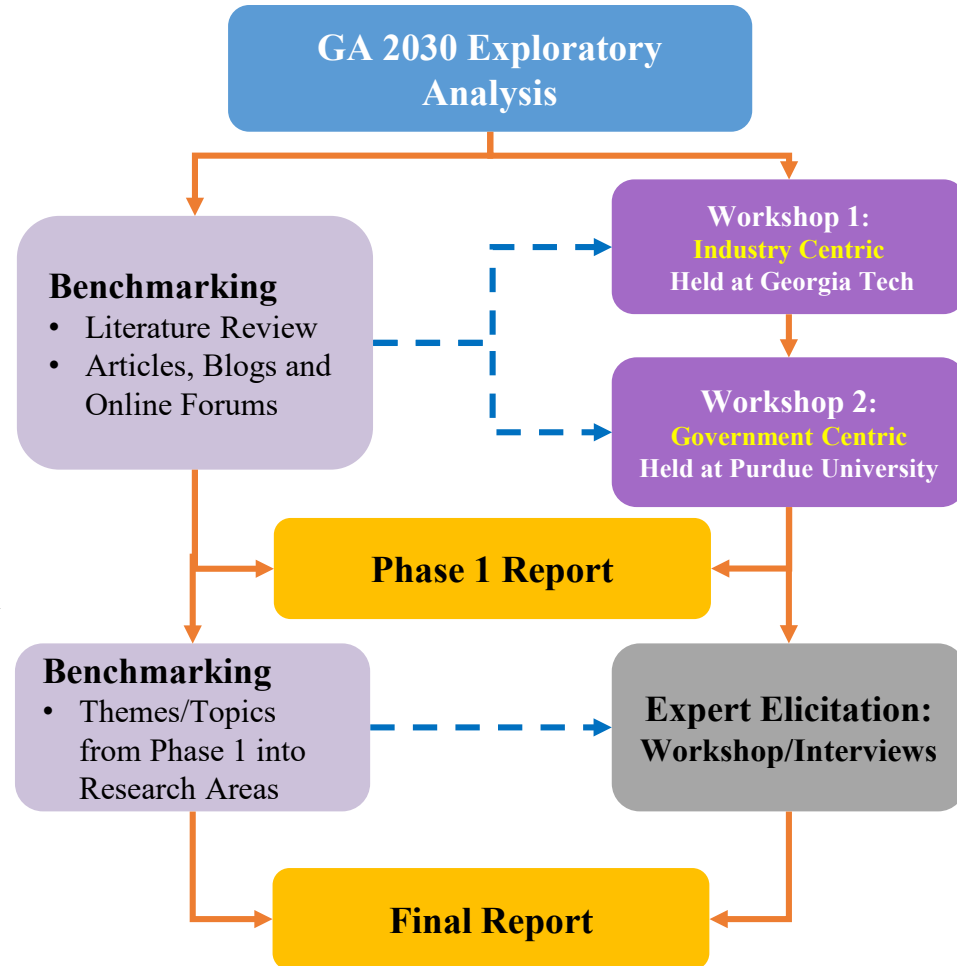 GA 2030 Exploratory
Analysis
Benchmarking
• Literature Review
• Articles, Blogs and
Online Forums
Workshop 1:
Industry Centric
Held at Georgia Tech
Workshop 2:
Government Centric
Held at Purdue University
Phase 1 Report
Benchmarking
• Themes/Topics
from Phase 1 into
Research Areas
Expert Elicitation:
Workshop/Interviews
Final Report